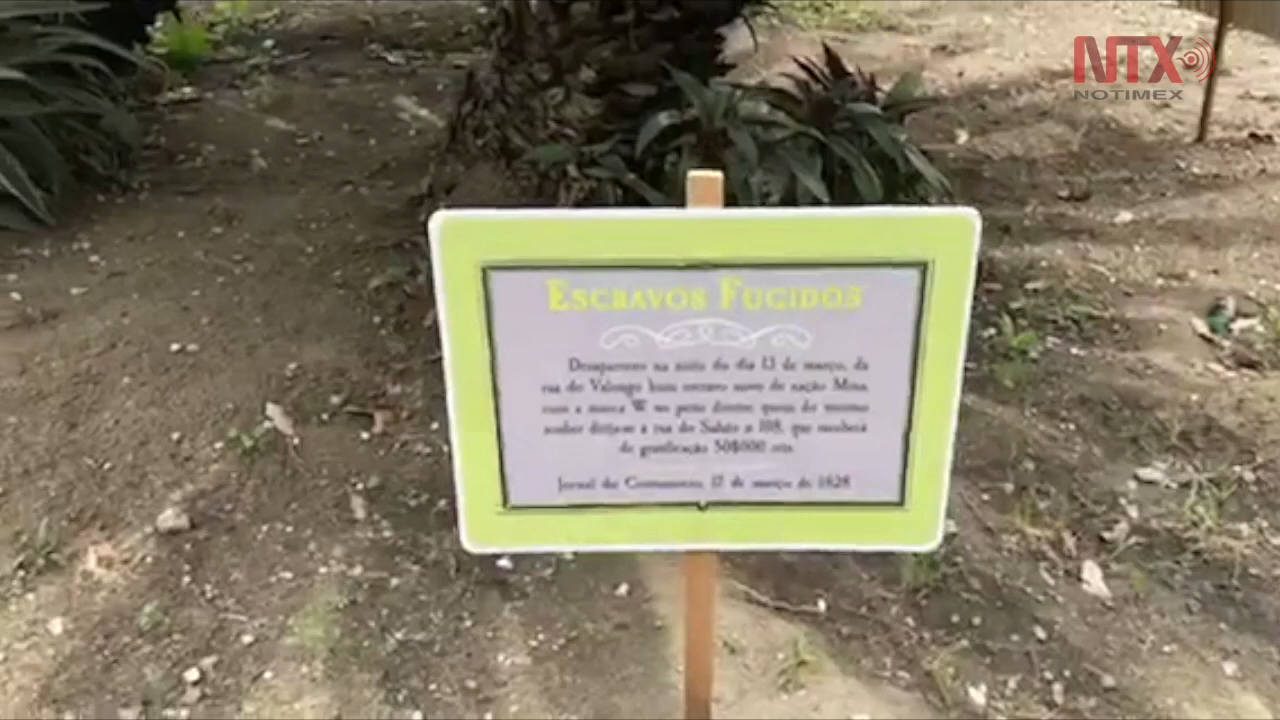 NTX
NOTIMEX
ESCRAVOS FUGIDOS
Desapareceo na noite do dia 13 de março, da
rua do Valongo hum escravo novo de nação Mina,
com a marca W no peito direito; quem do mesmo
souber dirija-se à rua do Sabão n 108, que receberá
de gratificação 50$000 reis
Jornal do Commercio, 17 de março de 1828